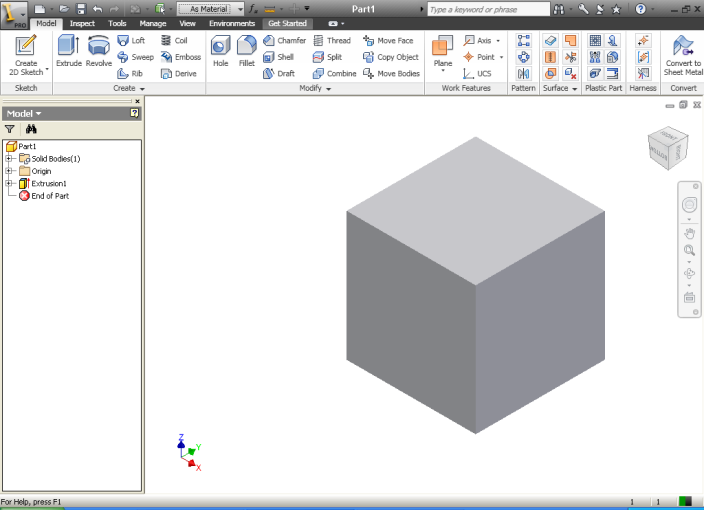 As Material
Part1
Type a keyword or phrase
PRO
Model Inspect Tools Manage View Environments Get Started
Create
2D Sketch
Extrude
Revolve
Loft
Sweep
Rib
Coil
Emboss
Derive
Hole
Fillet
Chamfer
Shell
Draft
Thread
Split
Combine
Move Face
Copy Object
Move Bodies
Plane
Axis
Point
UCS
Convert to
Sheet Metal
Sketch
Create
Modify
Work Features
Pattern
Surface
Plastic Part
Harness
Convert
Model
Part1
Solid Bodies(1)
Origin
Extrusion1
End of Part
FRONT
BOTTOM
Z
Y
X
For Help, press F1
1 1